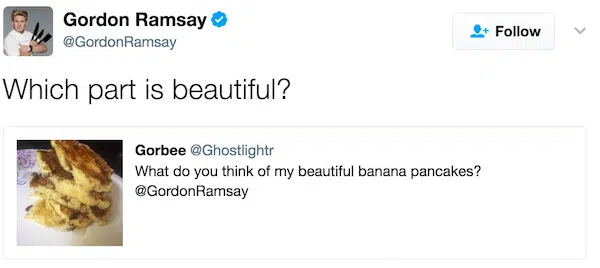 Gordon Ramsay
@GordonRamsay
Follow
Which part is beautiful?
Gorbee @Ghostlightr
What do you think of my beautiful banana pancakes?
@GordonRamsay